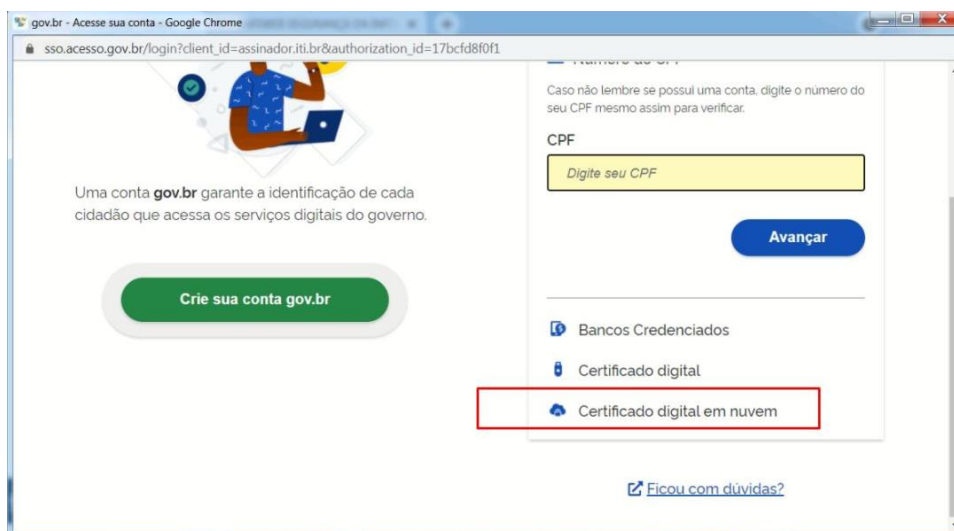 gov.br - Acesse sua conta - Google Chrome
sso.acesso.gov.br/login?client_id=assinador.iti.br&authorization_id=17bcfd8f0f1
Número do CPF
Caso não lembre se possui uma conta, digite o número do
seu CPF mesmo assim para verificar.
CPF
Digite seu CPF
Avançar
Uma conta gov.br garante a identificação de cada
cidadão que acessa os serviços digitais do governo.
Crie sua conta gov.br
Bancos Credenciados
Certificado digital
Certificado digital em nuvem
Ficou com dúvidas?